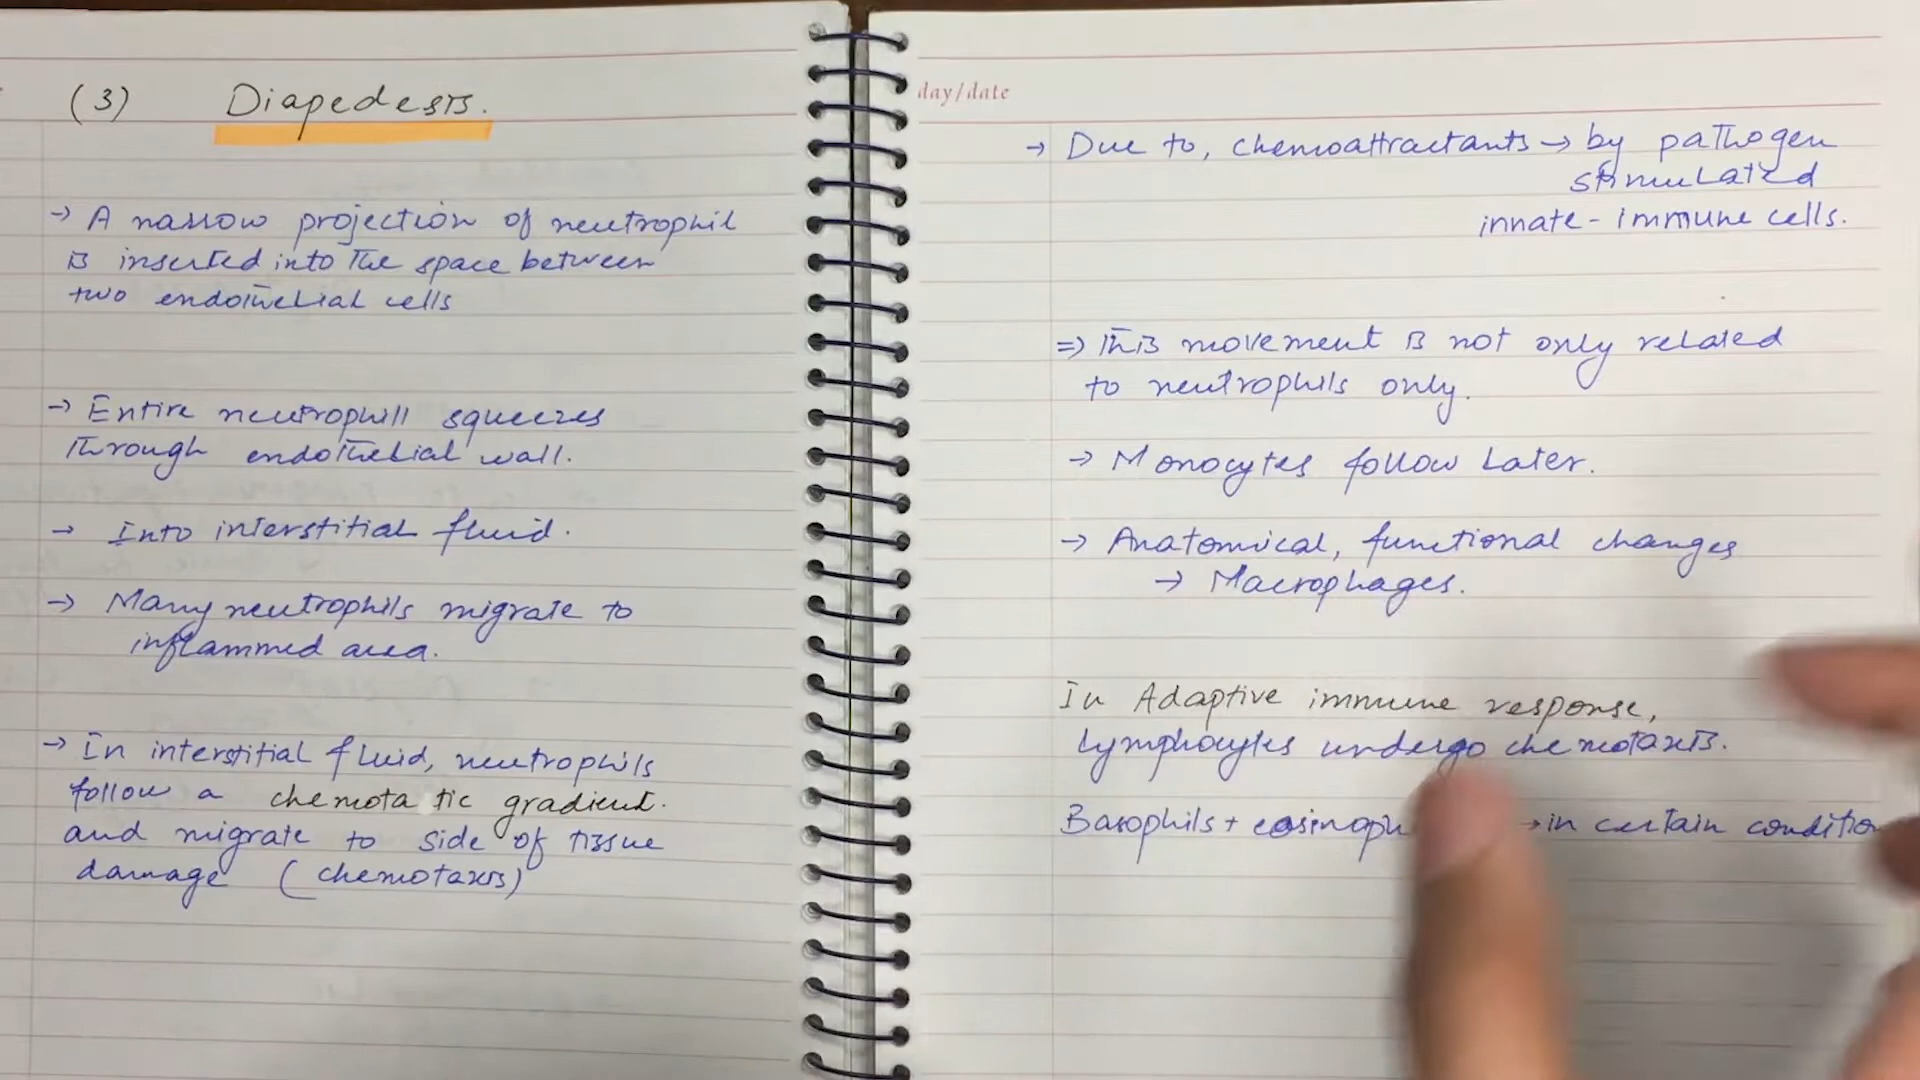 (3) Diapedesis.
→ A narrow projection of neutrophil
is inserted into the space between
two endothelial cells
→ Entire neutrophill squeezes
through endothelial wall.
→ Into interstitial fluid.
→ Many neutrophils migrate to
inflammed area.
→ In interstitial fluid, neutrophils
follow a chemota tic gradient.
and migrate to side of tissue
damage (chemotaxis)
day/date
→ Due to, chemoattractants → by pathogen
stimulated
innate-immune cells.
⇒ This movement is not only related
to neutrophils only.
→ Monocytes follow later.
→ Anatomical, functional changes
→ Macrophages.
In Adaptive immune response,
lymphocytes undergo chemotaxis.
Basophils + → in certain